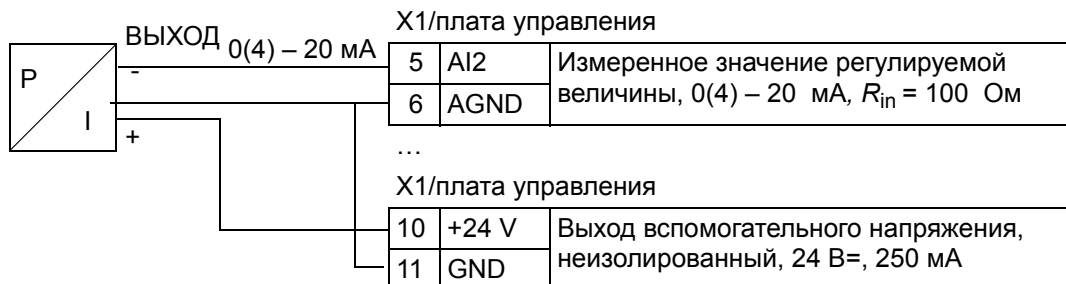 X1/плата управления
ВЫХОД 0(4) – 20 мА
P
I
-
+
5 AI2 Измеренное значение регулируемой
6 AGND величины, 0(4) – 20 мА, Rin = 100 Ом
…
X1/плата управления
10 +24 V Выход вспомогательного напряжения,
11 GND неизолированный, 24 В=, 250 мА